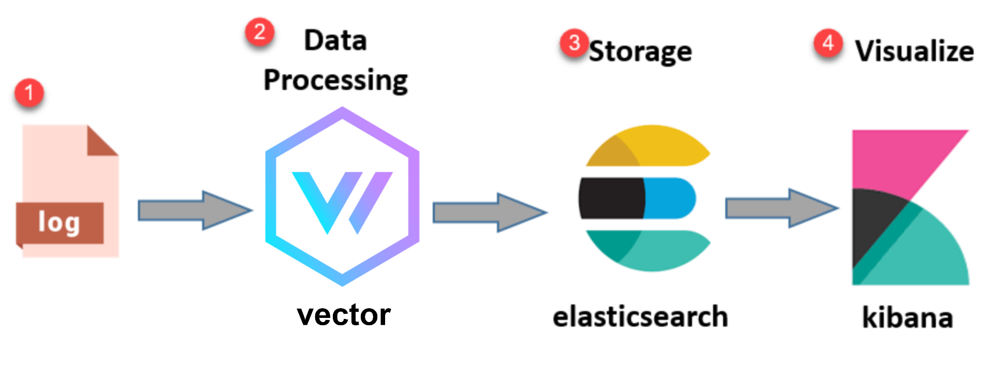 1
log
2
Data
Processing
vector
3
Storage
elasticsearch
4
Visualize
kibana